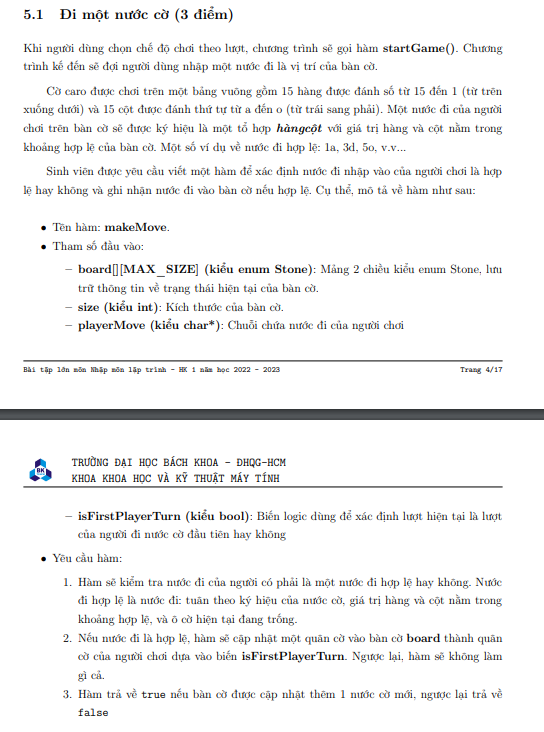 5.1 Đi một nước cờ (3 điểm)
Khi người dùng chọn chế độ chơi theo lượt, chương trình sẽ gọi hàm startGame(). Chương
trình kế đến sẽ đợi người dùng nhập một nước đi là vị trí của bàn cờ.
Cờ caro được chơi trên một bảng vuông gồm 15 hàng được đánh số từ 15 đến 1 (từ trên
xuống dưới) và 15 cột được đánh thứ tự từ a đến o (từ trái sang phải). Một nước đi của người
chơi trên bàn cờ sẽ được ký hiệu là một tổ hợp hàngcột với giá trị hàng và cột nằm trong
khoảng hợp lệ của bàn cờ. Một số ví dụ về nước đi hợp lệ: 1a, 3d, 5o, v.v...
Sinh viên được yêu cầu viết một hàm để xác định nước đi nhập vào của người chơi là hợp
lệ hay không và ghi nhận nước đi vào bàn cờ nếu hợp lệ. Cụ thể, mô tả về hàm như sau:
• Tên hàm: makeMove.
• Tham số đầu vào:
– board[][MAX_SIZE] (kiểu enum Stone): Mảng 2 chiều kiểu enum Stone, lưu
trữ thông tin về trạng thái hiện tại của bàn cờ.
– size (kiểu int): Kích thước của bàn cờ.
– playerMove (kiểu char*): Chuỗi chứa nước đi của người chơi
Bài tập lớn môn Nhập môn lập trình - HK 1 năm học 2022 - 2023 Trang 4/17
BK
TRƯỜNG ĐẠI HỌC BÁCH KHOA - ĐHQG-HCM
KHOA KHOA HỌC VÀ KỸ THUẬT MÁY TÍNH
– isFirstPlayerTurn (kiểu bool): Biến logic dùng để xác định lượt hiện tại là lượt
của người đi nước cờ đầu tiên hay không
• Yêu cầu hàm:
1. Hàm sẽ kiểm tra nước đi của người có phải là một nước đi hợp lệ hay không. Nước
đi hợp lệ là nước đi: tuân theo ký hiệu của nước cờ, giá trị hàng và cột nằm trong
khoảng hợp lệ, và ô cờ hiện tại đang trống.
2. Nếu nước đi là hợp lệ, hàm sẽ cập nhật một quân cờ vào bàn cờ board thành quân
cờ của người chơi dựa vào biến isFirstPlayerTurn. Ngược lại, hàm sẽ không làm
gì cả.
3. Hàm trả về true nếu bàn cờ được cập nhật thêm 1 nước cờ mới, ngược lại trả về
false